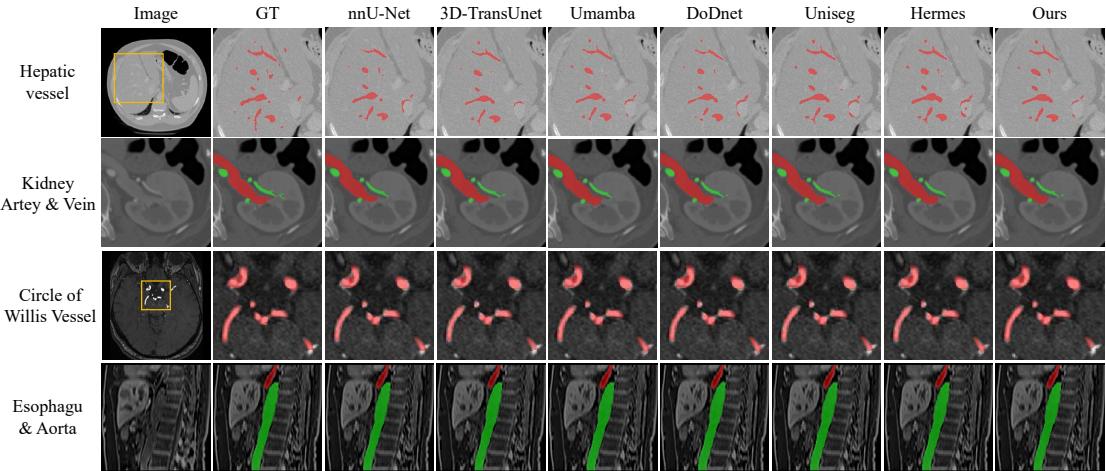 Image GT nnU-Net 3D-TransUnet Umamba DoDnet Uniseg Hermes Ours
Hepatic
vessel
Kidney
Artey & Vein
Circle of
Willis Vessel
Esophagu
& Aorta